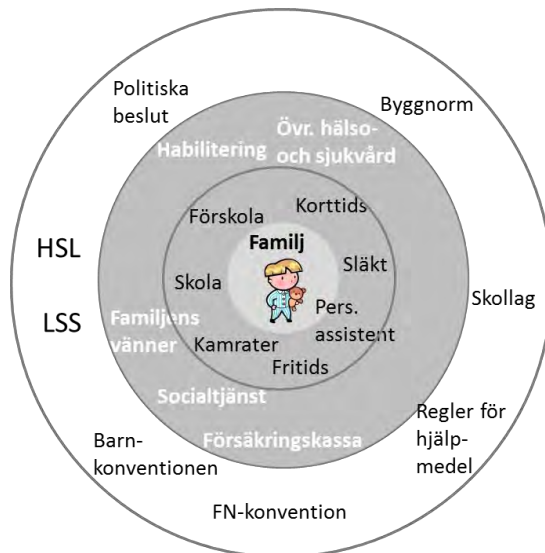 Politiska
beslut
Byggnorm
Övr. hälso-
och sjukvård
Habilitering
Korttids
Förskola
Familj
HSL
Släkt
Skola
Skollag
LSS
Familjens
vänner
Pers.
assistent
Kamrater
Fritids
Socialtjänst
Regler för
hjälp-
medel
Försäkringskassa
Barn-
konventionen
FN-konvention